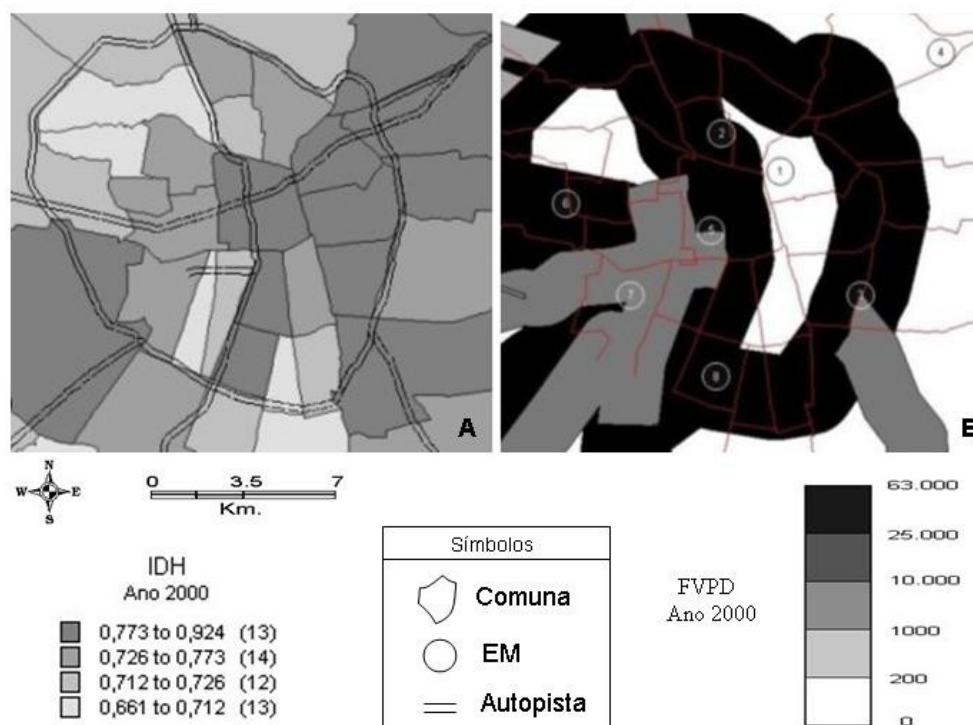 A
B
2
4
1
6
7
8
N
W
E
S
0
3.5
7
Km.
IDH
Ano 2000
0,773 to 0,924 (13)
0,726 to 0,773 (14)
0,712 to 0,726 (12)
0,661 to 0,712 (13)
Símbolos
Comuna
EM
Autopista
FVPD
Ano 2000
63.000
25.000
10.000
1000
200
0